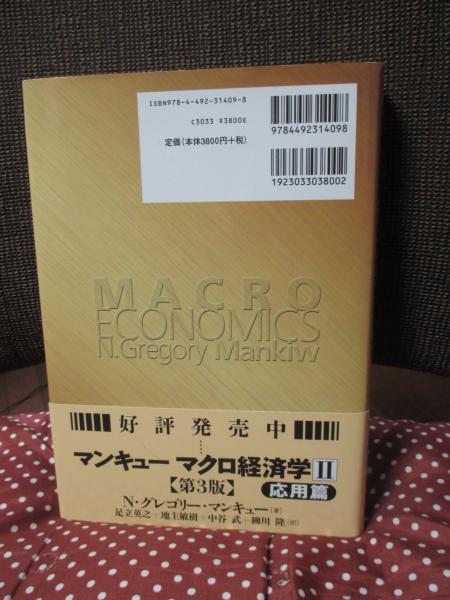 ISBN978-4-492-31409-8
C3033 ¥3800E
定価(本体3800円+税)
9784492314098
1923033038002
MACRO
ECONOMICS
N.Gregory Mankiw
好評発売中
マンキュー マクロ経済学 II
【第3版】 応用篇
N・グレゴリー・マンキュー[著]
足立英之+地主敏樹+中谷 武+柳川 隆[訳]